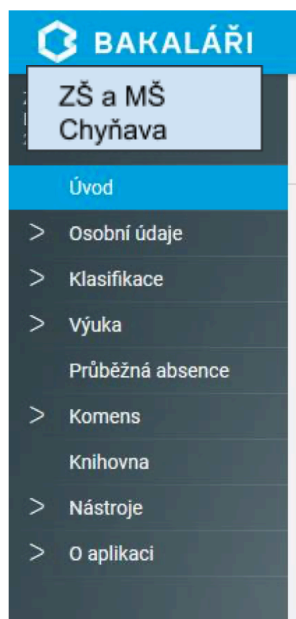 BAKALÁŘI
ZŠ a MŠ
Chyňava
Úvod
> Osobní údaje
> Klasifikace
> Výuka
Průběžná absence
> Komens
Knihovna
> Nástroje
> O aplikaci